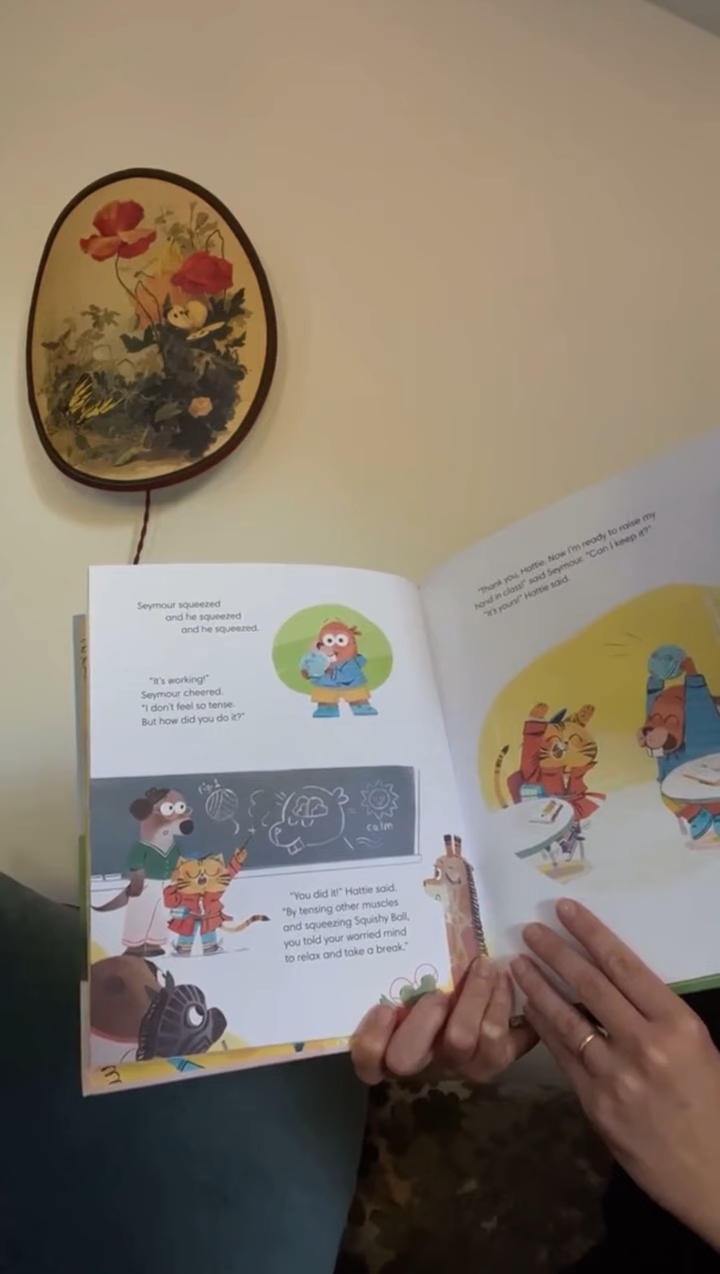 Seymour squeezed
and he squeezed
and he squeezed.
"It's working!"
Seymour cheered.
"I don't feel so tense.
But how did you do it?"
calm
"You did it!" Hattie said.
"By tensing other muscles
and squeezing Squishy Ball,
you told your worried mind
to relax and take a break."
"Thank you, Hattie. Now I'm ready to raise my
hand in class!" said Seymour. "Can I keep it?"
"It's yours!" Hattie said.